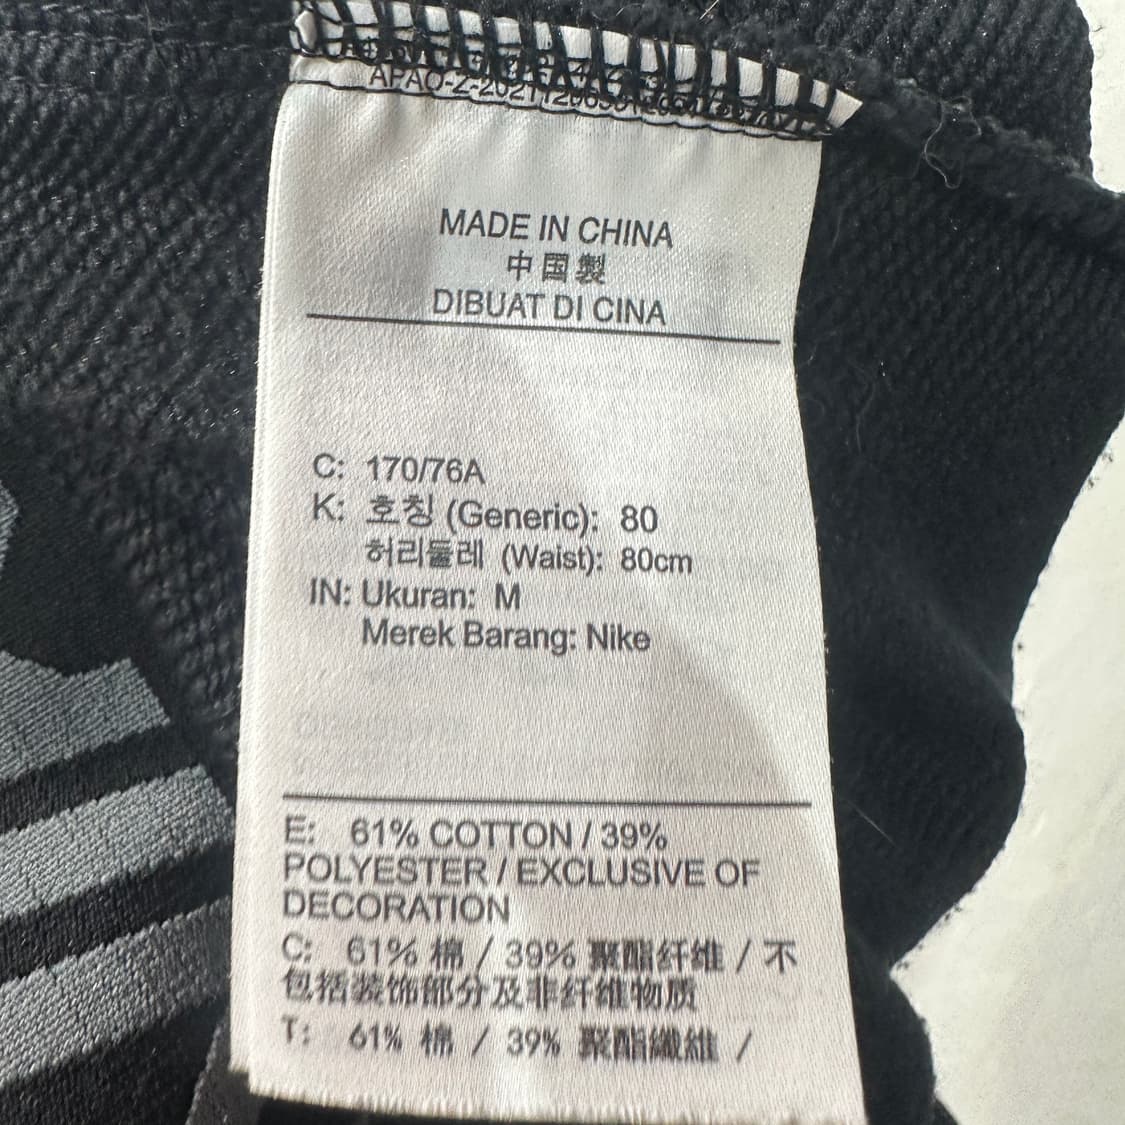 MADE IN CHINA
中国製
DIBUAT DI CINA
C: 170/76A
K: 호칭 (Generic): 80
허리둘레 (Waist): 80cm
IN: Ukuran: M
Merek Barang: Nike
E: 61% COTTON / 39%
POLYESTER / EXCLUSIVE OF
DECORATION
C: 61% 棉 / 39% 聚酯纤维 / 不
包括装饰部分及非纤维物质
T: 61% 棉 / 39% 聚酯纖維 /